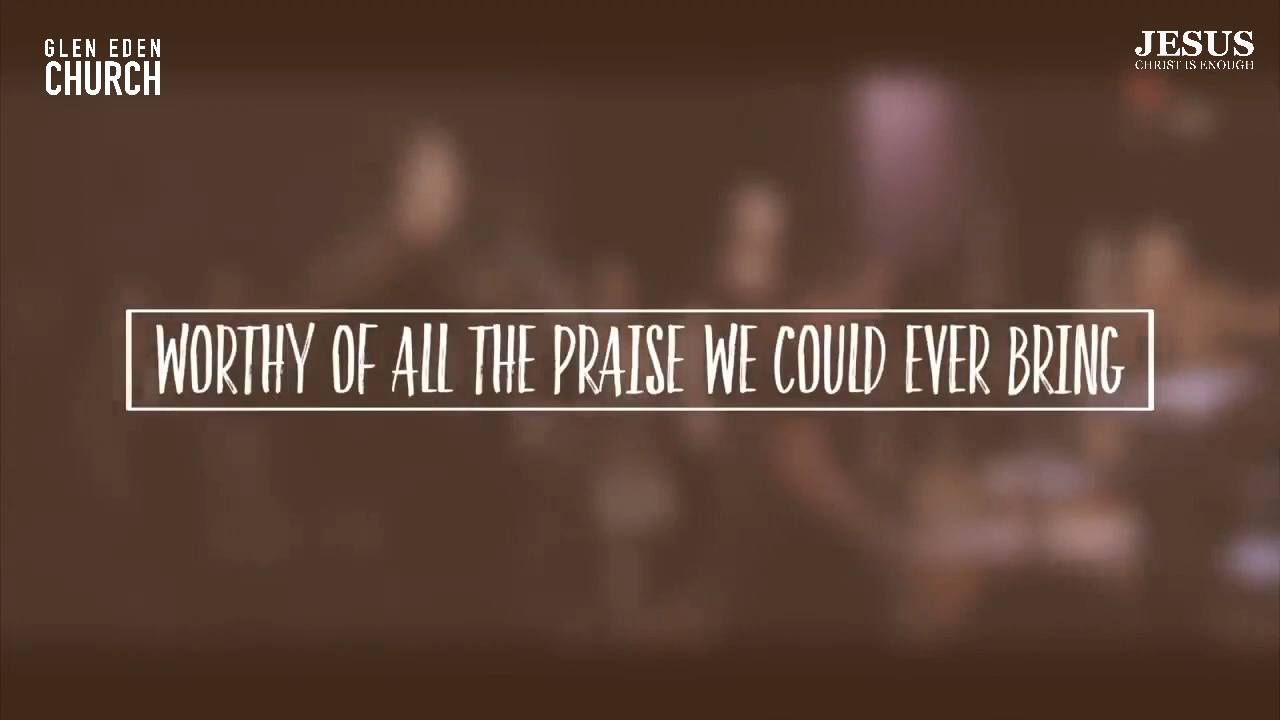 GLEN EDEN
CHURCH
JESUS
CHRIST IS ENOUGH
WORTHY OF ALL THE PRAISE WE COULD EVER BRING